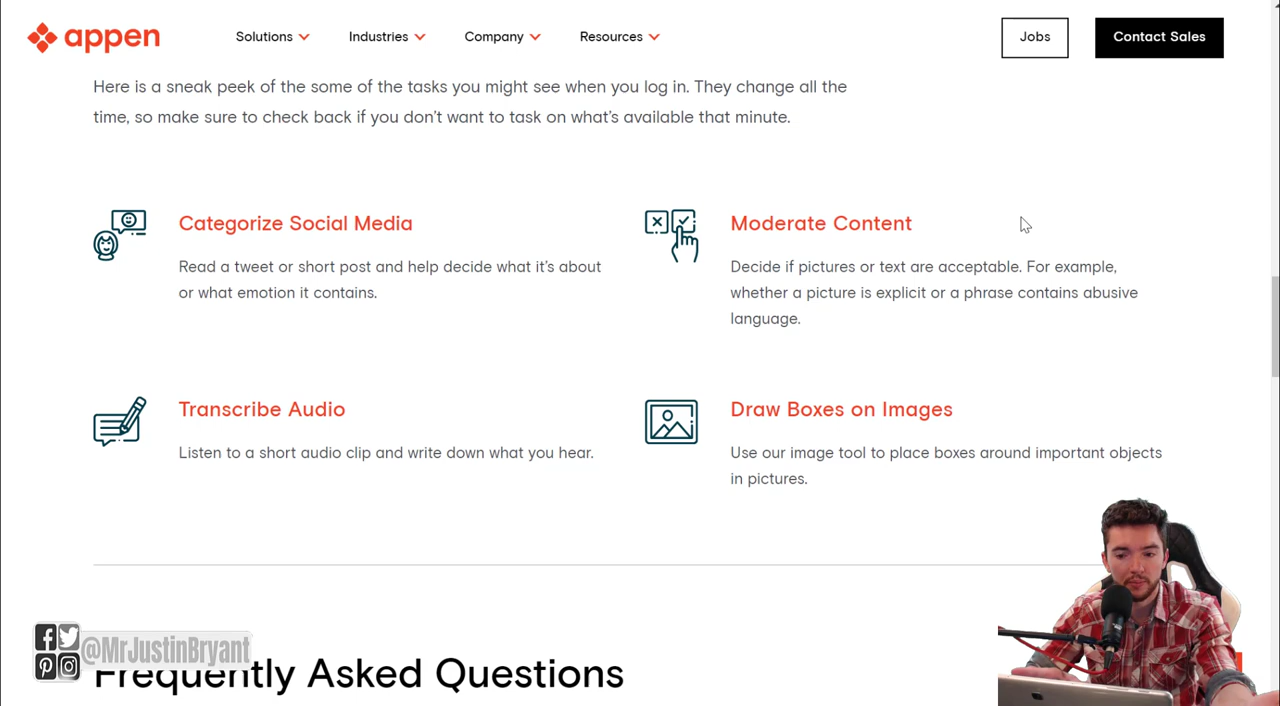 appen
Solutions
Industries
Company
Resources
Jobs
Contact Sales
Here is a sneak peek of the some of the tasks you might see when you log in. They change all the
time, so make sure to check back if you don't want to task on what's available that minute.
Categorize Social Media
Read a tweet or short post and help decide what it's about
or what emotion it contains.
Moderate Content
Decide if pictures or text are acceptable. For example,
whether a picture is explicit or a phrase contains abusive
language.
Transcribe Audio
Listen to a short audio clip and write down what you hear.
Draw Boxes on Images
Use our image tool to place boxes around important objects
in pictures.
@MrJustinBryant
Frequently Asked Questions